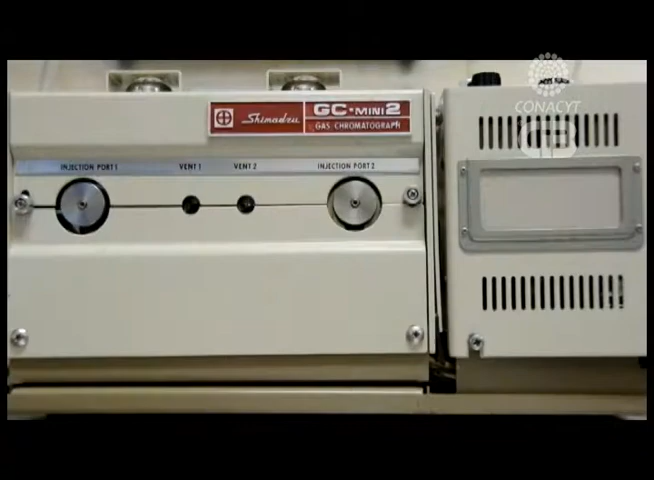 CONACYT
Shimadzu GC-MINI 2
GAS CHROMATOGRAPH
INJECTION PORT 1 VENT 1 VENT 2 INJECTION PORT 2